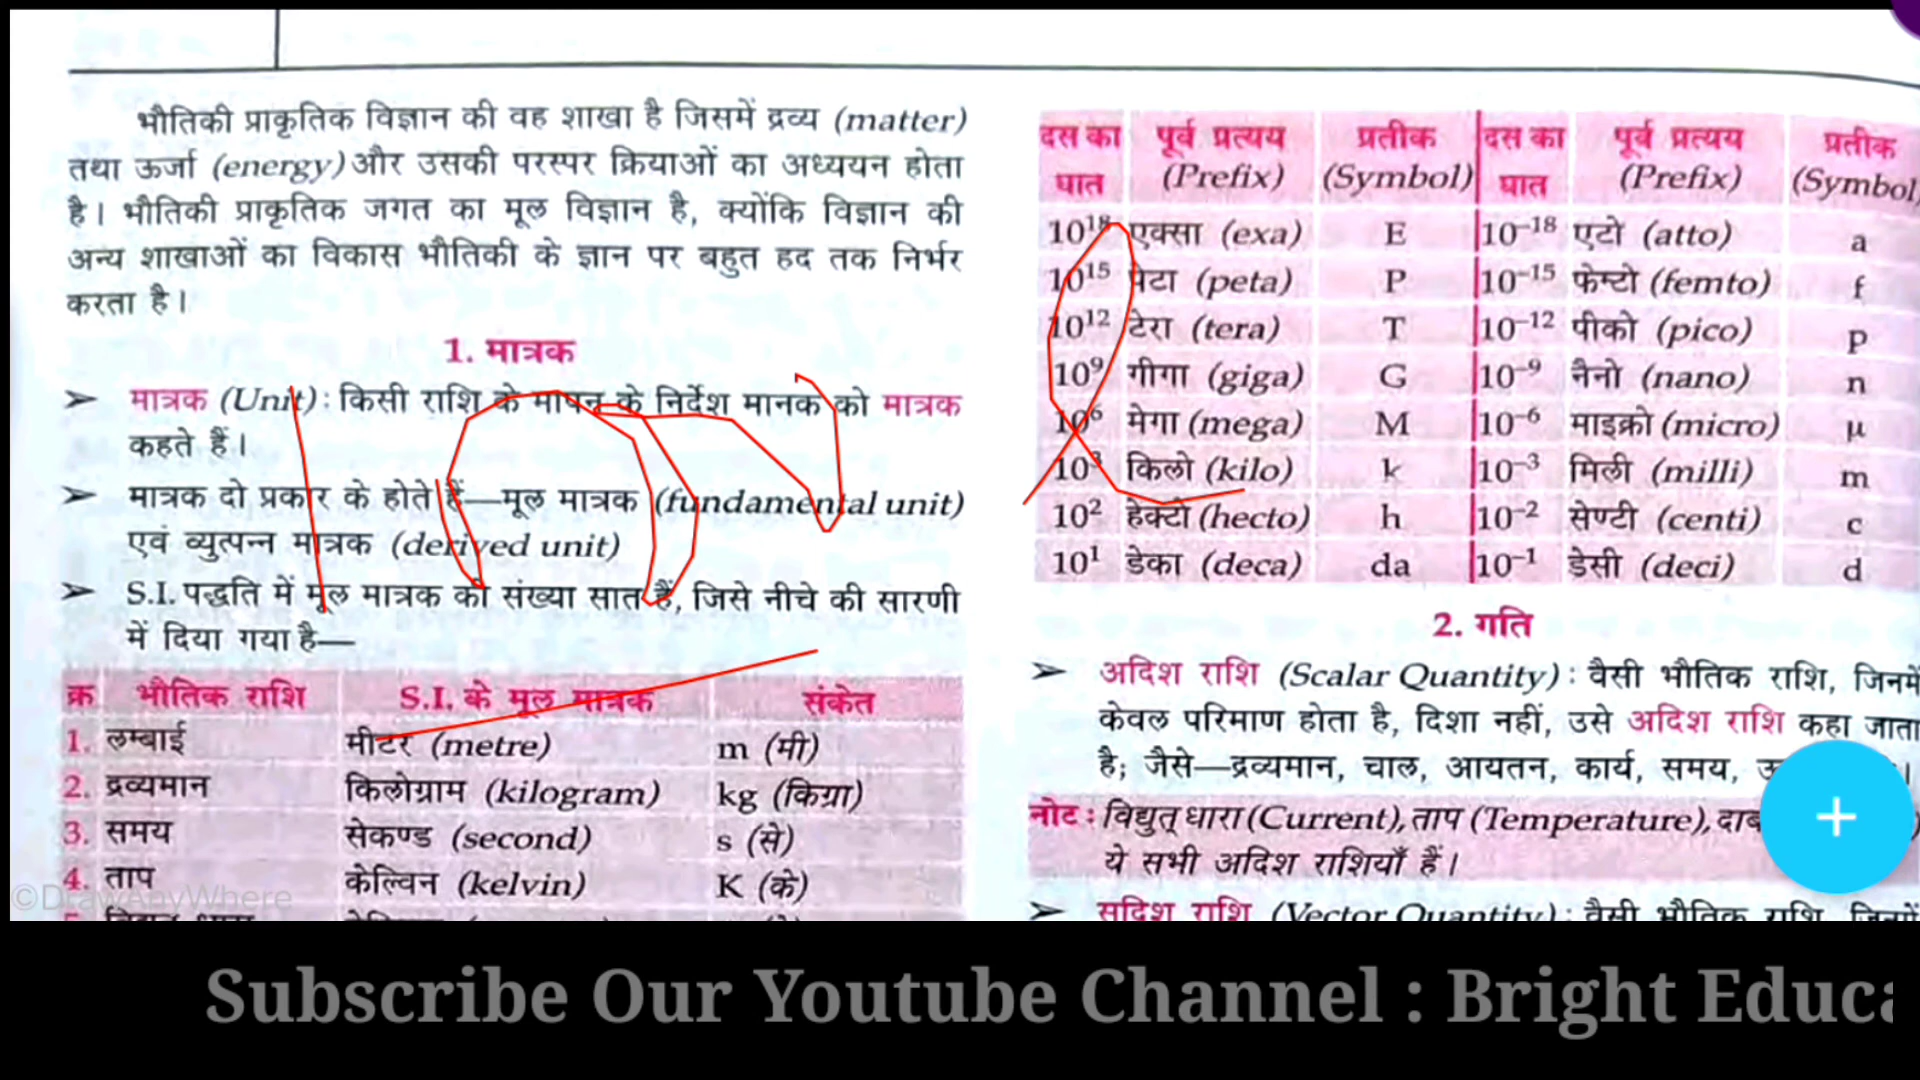 भौतिकी प्राकृतिक विज्ञान की वह शाखा है जिसमें द्रव्य (matter)
तथा ऊर्जा (energy) और उसकी परस्पर क्रियाओं का अध्ययन होता
है। भौतिकी प्राकृतिक जगत का मूल विज्ञान है, क्योंकि विज्ञान की
अन्य शाखाओं का विकास भौतिकी के ज्ञान पर बहुत हद तक निर्भर
करता है।
1. मात्रक
➢ मात्रक (Unit) : किसी राशि के मापन के निर्देश मानक को मात्रक
कहते हैं।
➢ मात्रक दो प्रकार के होते हैं—मूल मात्रक (fundamental unit)
एवं व्युत्पन्न मात्रक (derived unit)
➢ S.I. पद्धति में मूल मात्रक की संख्या सात हैं, जिसे नीचे की सारणी
में दिया गया है—
क्र भौतिक राशि S.I. के मूल मात्रक संकेत
1. लम्बाई मीटर (metre) m (मी)
2. द्रव्यमान किलोग्राम (kilogram) kg (किग्रा)
3. समय सेकण्ड (second) s (से)
4. ताप केल्विन (kelvin) K (के)
दस का घात पूर्व प्रत्यय (Prefix) प्रतीक (Symbol) दस का घात पूर्व प्रत्यय (Prefix) प्रतीक (Symbol)
10¹⁸ एक्सा (exa) E 10⁻¹⁸ एटो (atto) a
10¹⁵ पेटा (peta) P 10⁻¹⁵ फेम्टो (femto) f
10¹² टेरा (tera) T 10⁻¹² पीको (pico) p
10⁹ गीगा (giga) G 10⁻⁹ नैनो (nano) n
10⁶ मेगा (mega) M 10⁻⁶ माइक्रो (micro) μ
10³ किलो (kilo) k 10⁻³ मिली (milli) m
10² हेक्टो (hecto) h 10⁻² सेण्टी (centi) c
10¹ डेका (deca) da 10⁻¹ डेसी (deci) d
2. गति
➢ अदिश राशि (Scalar Quantity) : वैसी भौतिक राशि, जिनमें
केवल परिमाण होता है, दिशा नहीं, उसे अदिश राशि कहा जाता
है; जैसे—द्रव्यमान, चाल, आयतन, कार्य, समय,
नोट : विद्युत् धारा (Current), ताप (Temperature),
ये सभी अदिश राशियाँ हैं।
➢ सदिश राशि (Vector Quantity) : वैसी भौतिक राशि, जिनमें
©DrawAnyWhere
Subscribe Our Youtube Channel : Bright